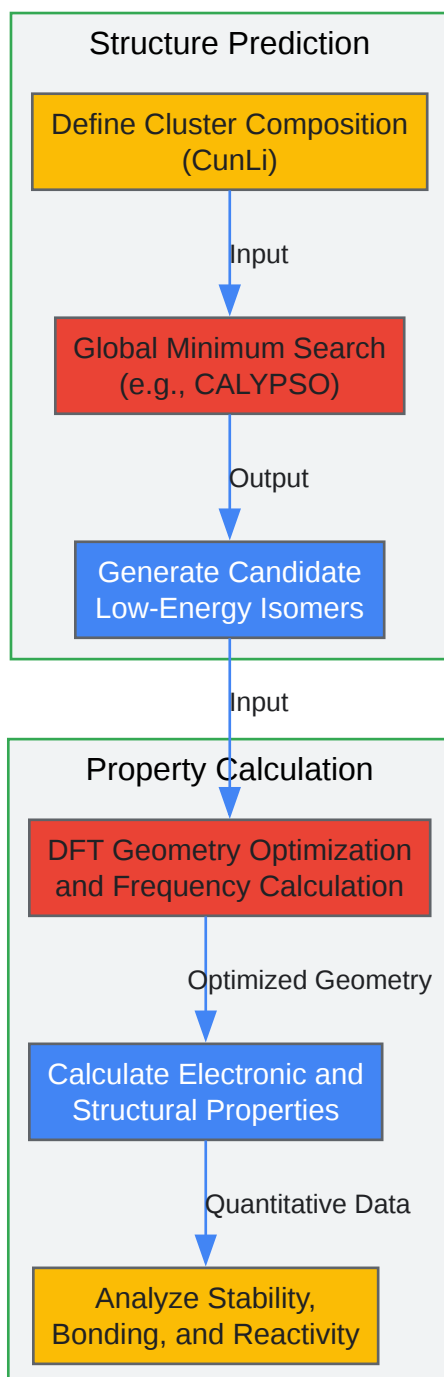 Structure Prediction
Define Cluster Composition
(CunLi)
Input
Global Minimum Search
(e.g., CALYPSO)
Output
Generate Candidate
Low-Energy Isomers
Input
Property Calculation
DFT Geometry Optimization
and Frequency Calculation
Optimized Geometry
Calculate Electronic and
Structural Properties
Quantitative Data
Analyze Stability,
Bonding, and Reactivity